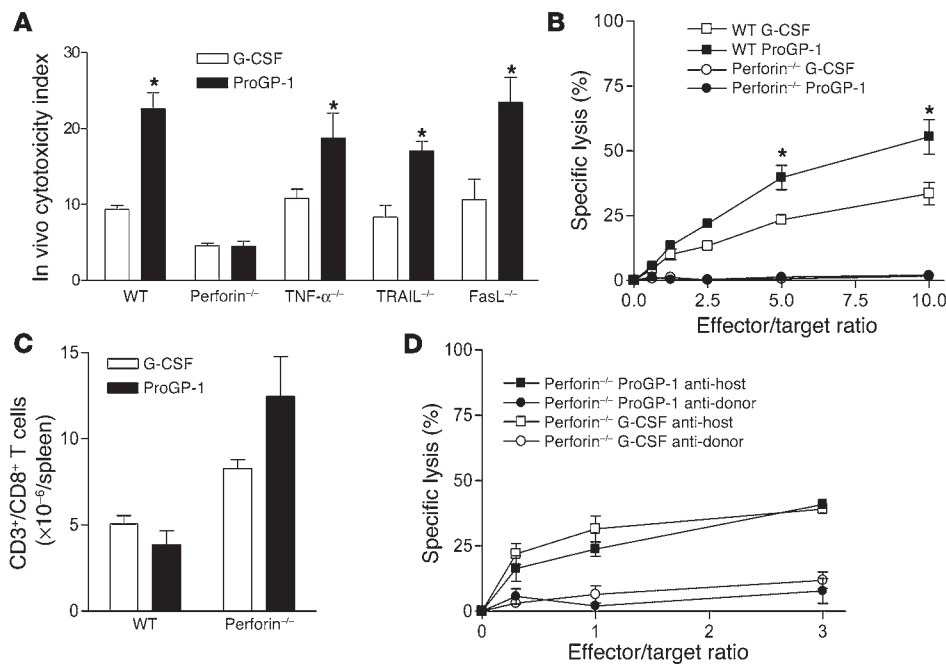 A
In vivo cytotoxicity index
30
20
10
0
G-CSF
ProGP-1
*
*
*
*
WT
Perforin⁻/⁻
TNF-α⁻/⁻
TRAIL⁻/⁻
FasL⁻/⁻
B
Specific lysis (%)
100
75
50
25
0
WT G-CSF
WT ProGP-1
Perforin⁻/⁻ G-CSF
Perforin⁻/⁻ ProGP-1
*
*
0.0
2.5
5.0
7.5
10.0
Effector/target ratio
C
CD3⁺/CD8⁺ T cells
(×10⁻⁶/spleen)
15
10
5
0
G-CSF
ProGP-1
WT
Perforin⁻/⁻
D
Specific lysis (%)
100
75
50
25
0
Perforin⁻/⁻ ProGP-1 anti-host
Perforin⁻/⁻ ProGP-1 anti-donor
Perforin⁻/⁻ G-CSF anti-host
Perforin⁻/⁻ G-CSF anti-donor
0
1
2
3
Effector/target ratio